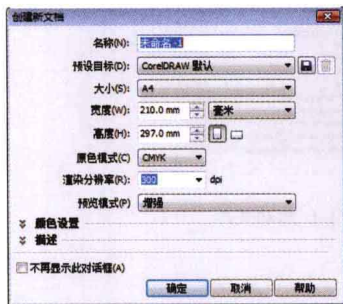 创建新文档
名称(N): 未命名-1
预设目标(D): CorelDRAW 默认
大小(S): A4
宽度(W): 210.0 mm 毫米
高度(H): 297.0 mm
原色模式(C) CMYK
渲染分辨率(R): 300 dpi
预览模式(P) 增强
颜色设置
描述
不再显示此对话框(A)
确定 取消 帮助